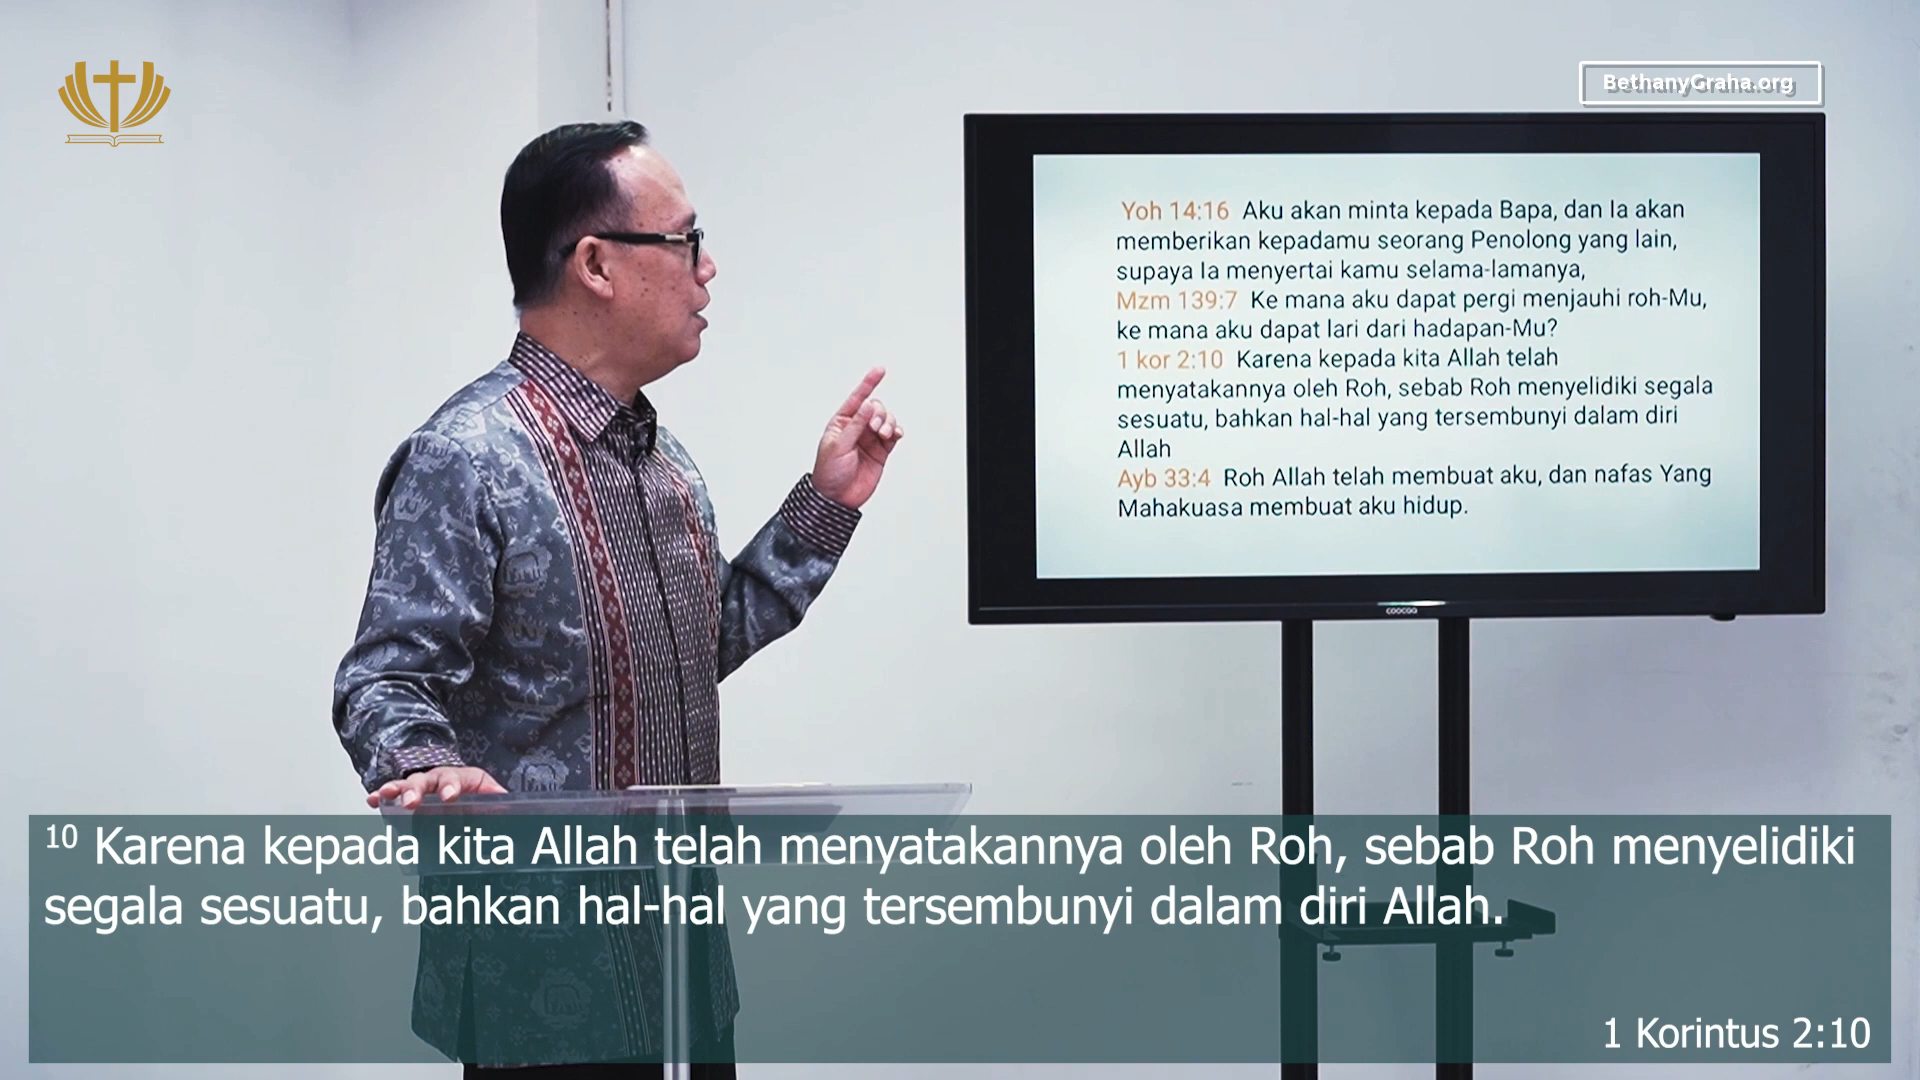 BethanyGraha.org
Yoh 14:16 Aku akan minta kepada Bapa, dan Ia akan
memberikan kepadamu seorang Penolong yang lain,
supaya Ia menyertai kamu selama-lamanya,
Mzm 139:7 Ke mana aku dapat pergi menjauhi roh-Mu,
ke mana aku dapat lari dari hadapan-Mu?
1 kor 2:10 Karena kepada kita Allah telah
menyatakannya oleh Roh, sebab Roh menyelidiki segala
sesuatu, bahkan hal-hal yang tersembunyi dalam diri
Allah
Ayb 33:4 Roh Allah telah membuat aku, dan nafas Yang
Mahakuasa membuat aku hidup.
coocaa
10 Karena kepada kita Allah telah menyatakannya oleh Roh, sebab Roh menyelidiki
segala sesuatu, bahkan hal-hal yang tersembunyi dalam diri Allah.
1 Korintus 2:10